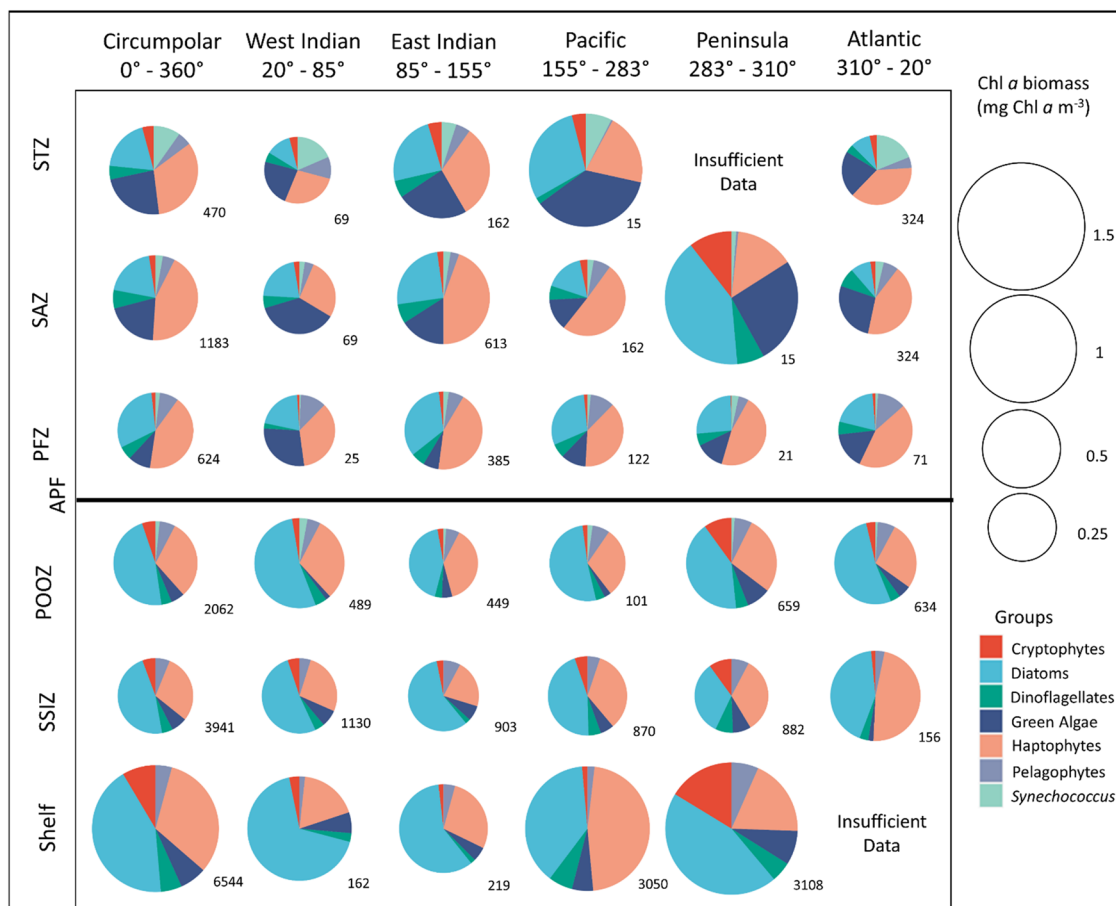 Circumpolar West Indian East Indian Pacific Peninsula Atlantic
0° - 360° 20° - 85° 85° - 155° 155° - 283° 283° - 310° 310° - 20°
Chl a biomass
(mg Chl a m⁻³)
STZ
470 69 162 15 324
Insufficient
Data
1.5
SAZ
1183 69 613 162 15 324
1
PFZ
624 25 385 122 21 71
0.5
APF
0.25
POOZ
2062 489 449 101 659 634
SSIZ
3941 1130 903 870 882 156
Shelf
6544 162 219 3050 3108
Insufficient
Data
Groups
Cryptophytes
Diatoms
Dinoflagellates
Green Algae
Haptophytes
Pelagophytes
Synechococcus